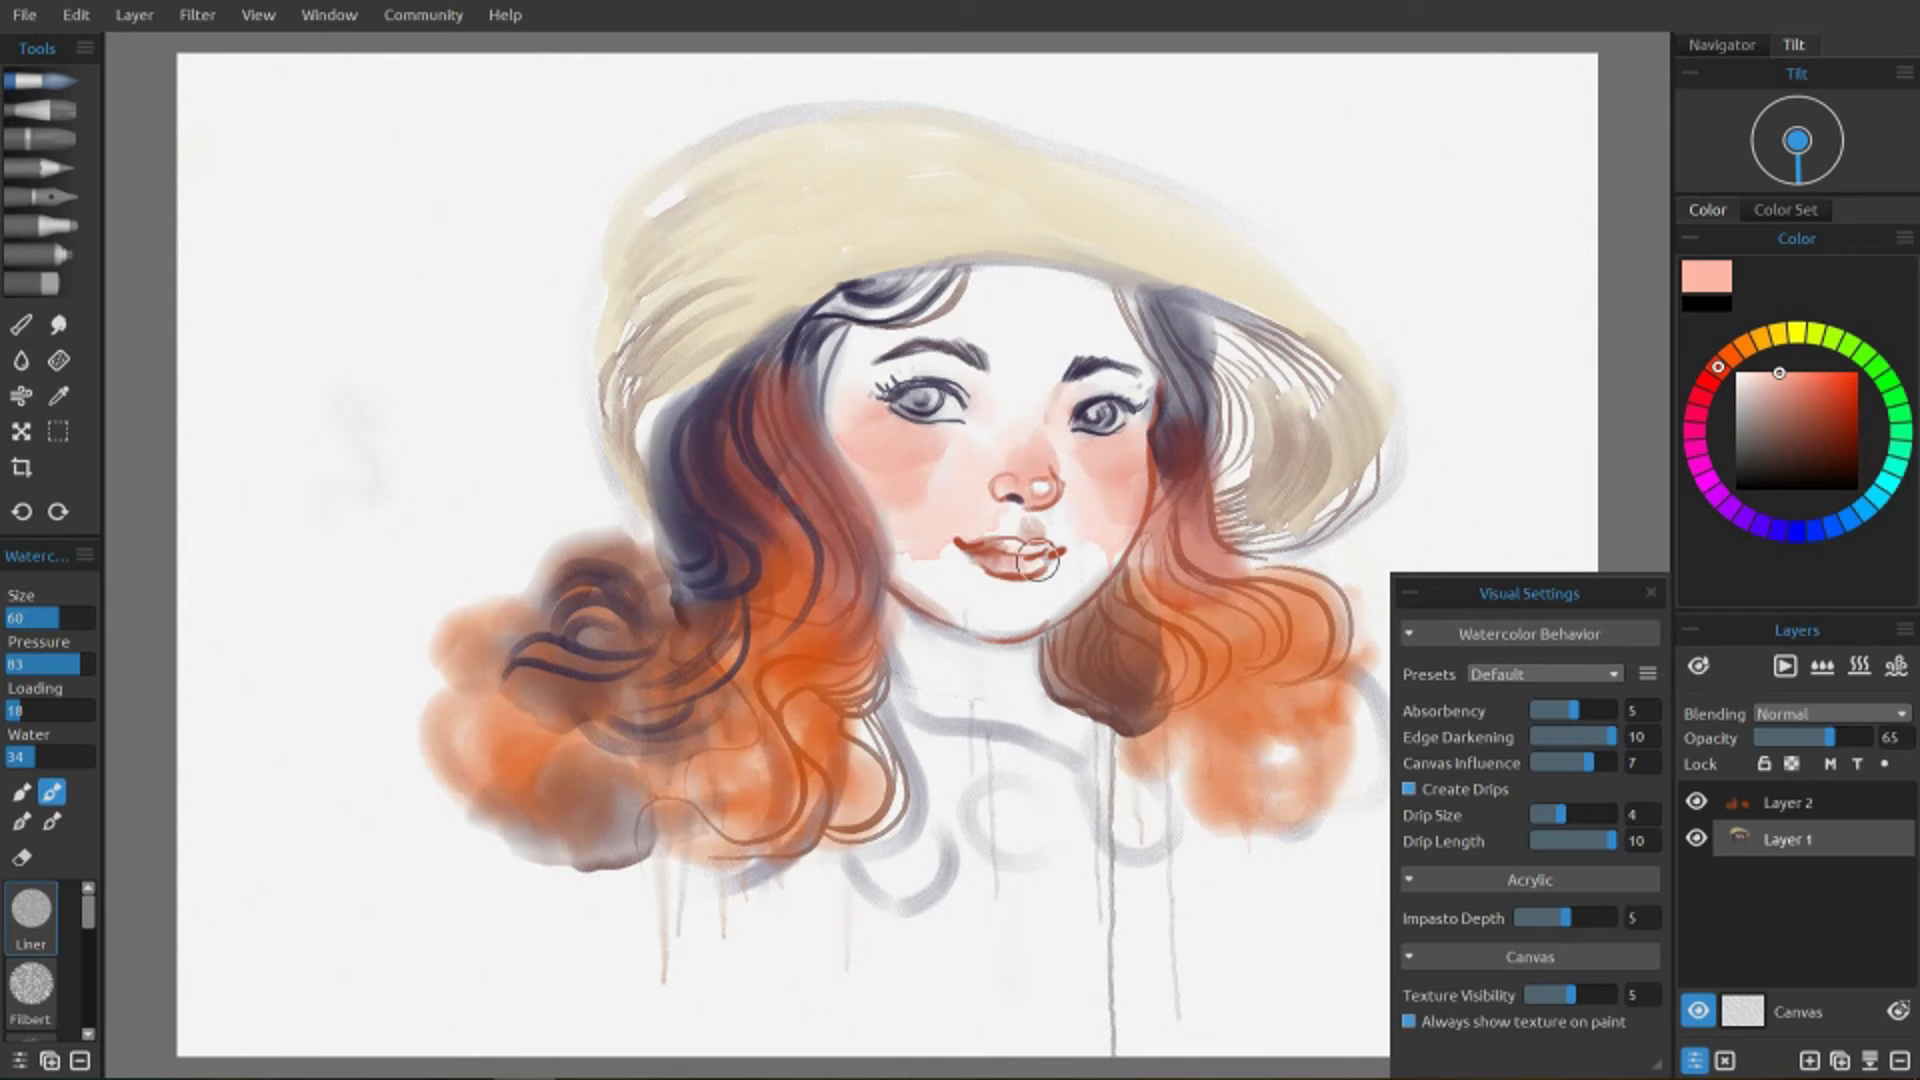 File Edit Layer Filter View Window Community Help
Tools
Navigator Tilt
Tilt
Color Color Set
Color
Waterc...
Size
60
Pressure
83
Loading
18
Water
34
Liner
Filbert
Visual Settings
Watercolor Behavior
Presets Default
Absorbency 5
Edge Darkening 10
Canvas Influence 7
Create Drips
Drip Size 4
Drip Length 10
Acrylic
Impasto Depth 5
Canvas
Texture Visibility 5
Always show texture on paint
Layers
Blending Normal
Opacity 65
Lock M T
Layer 2
Layer 1
Canvas